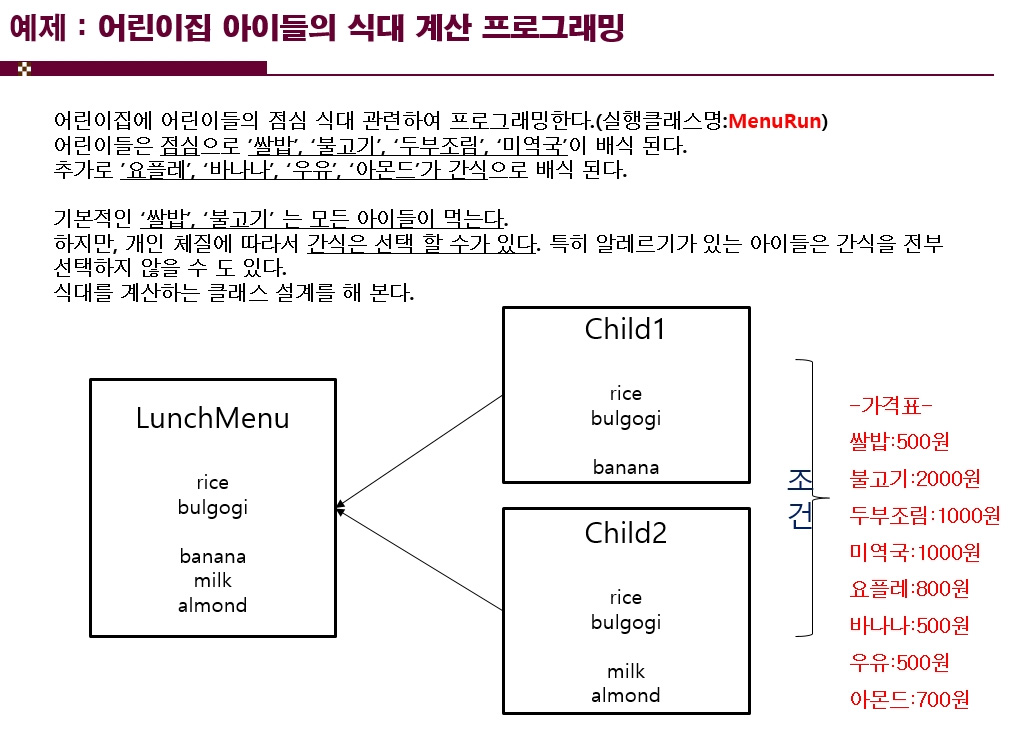 예제 : 어린이집 아이들의 식대 계산 프로그래밍
어린이집에 어린이들의 점심 식대 관련하여 프로그래밍한다.(실행클래스명:MenuRun)
어린이들은 점심으로 ‘쌀밥’, ‘불고기’, ‘두부조림’, ‘미역국’이 배식 된다.
추가로 ‘요플레’, ‘바나나’, ‘우유’, ‘아몬드’가 간식으로 배식 된다.
기본적인 ‘쌀밥’, ‘불고기’ 는 모든 아이들이 먹는다.
하지만, 개인 체질에 따라서 간식은 선택 할 수가 있다. 특히 알레르기가 있는 아이들은 간식을 전부
선택하지 않을 수 도 있다.
식대를 계산하는 클래스 설계를 해 본다.
LunchMenu
rice
bulgogi
banana
milk
almond
Child1
rice
bulgogi
banana
Child2
rice
bulgogi
milk
almond
조
건
-가격표-
쌀밥:500원
불고기:2000원
두부조림:1000원
미역국:1000원
요플레:800원
바나나:500원
우유:500원
아몬드:700원